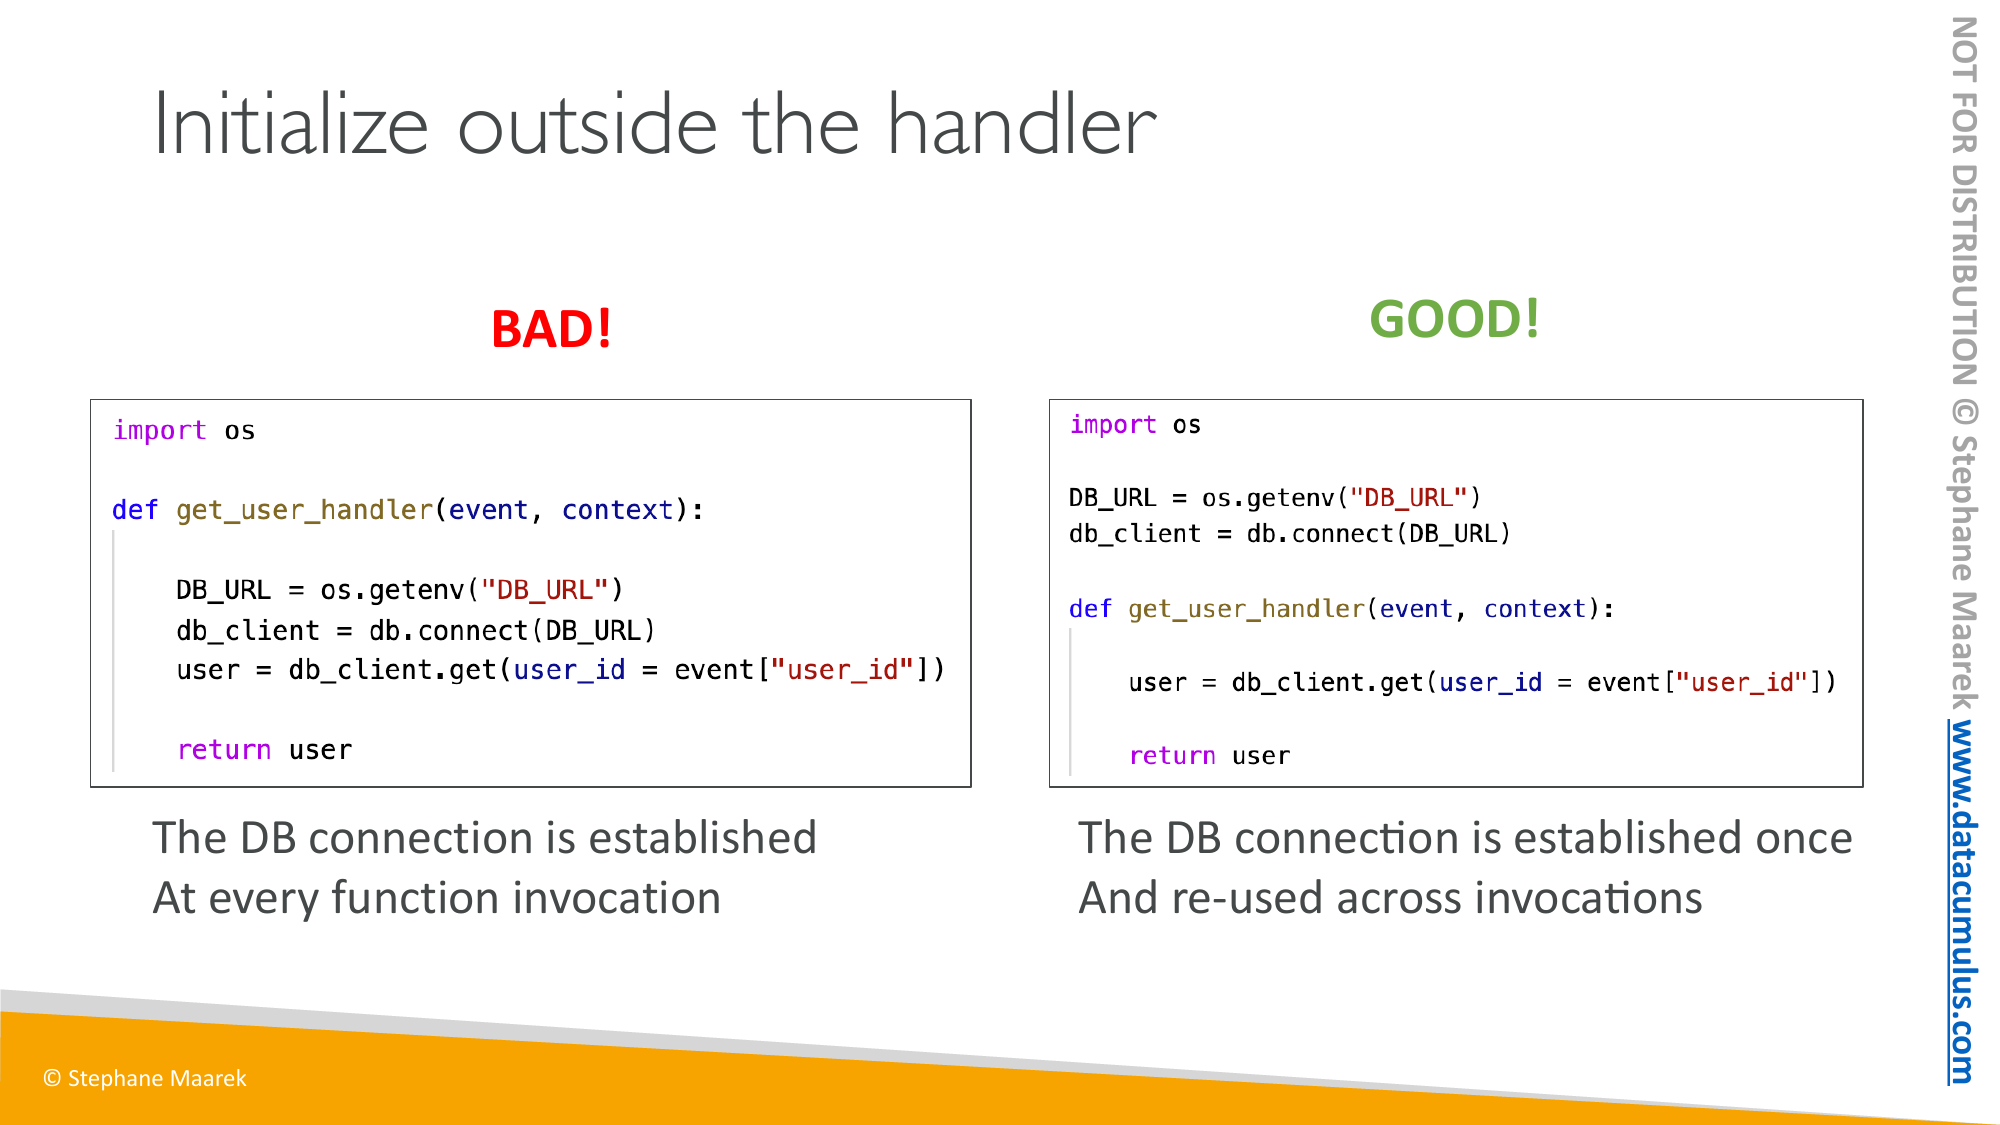 Initialize outside the handler
BAD!
import os
def get_user_handler(event, context):
DB_URL = os.getenv("DB_URL")
db_client = db.connect(DB_URL)
user = db_client.get(user_id = event["user_id"])
return user
The DB connection is established
At every function invocation
GOOD!
import os
DB_URL = os.getenv("DB_URL")
db_client = db.connect(DB_URL)
def get_user_handler(event, context):
user = db_client.get(user_id = event["user_id"])
return user
The DB connection is established once
And re-used across invocations
© Stephane Maarek
NOT FOR DISTRIBUTION © Stephane Maarek www.datacumulus.com